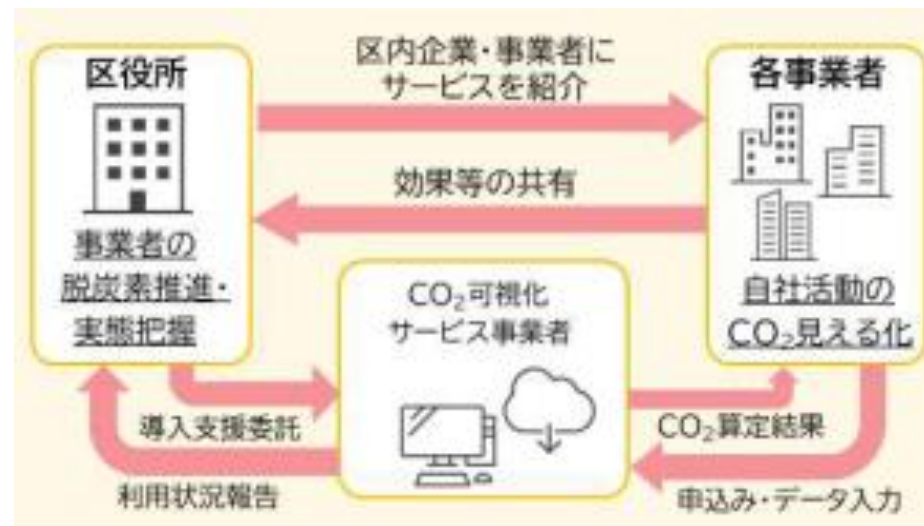 区役所
事業者の
脱炭素推進・
実態把握
区内企業・事業者に
サービスを紹介
効果等の共有
各事業者
自社活動の
CO₂見える化
CO₂可視化
サービス事業者
導入支援委託
利用状況報告
CO₂算定結果
申込み・データ入力